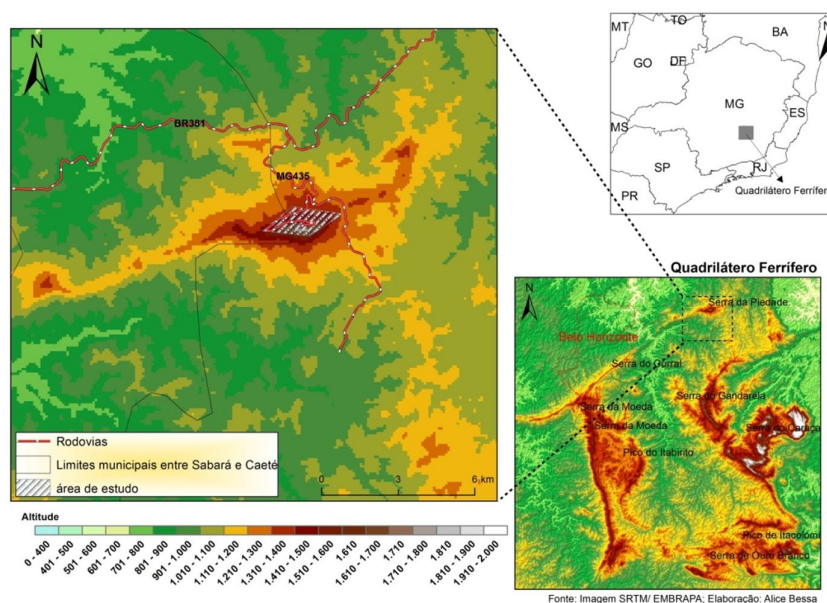 N
BR381
MG435
Rodovias
Limites municipais entre Sabará e Caeté
área de estudo
0 3 6 km
Altitude
0 - 400
401 - 500
501 - 600
601 - 700
701 - 800
801 - 900
901 - 1.000
1.010 - 1.100
1.110 - 1.200
1.210 - 1.300
1.310 - 1.400
1.410 - 1.500
1.510 - 1.600
1.610
1.610 - 1.700
1.710
1.710 - 1.800
1.810
1.810 - 1.900
1.910 - 2.000
MT
TO
BA
N
GO
DF
MG
ES
MS
SP
RJ
PR
Quadrilátero Ferrífer
Quadrilátero Ferrífero
N
Serra da Piedade
Belo Horizonte
Serra do Curral
Serra do Gandarela
Serra da Moeda
Serra do Caraça
Serra da Moeda
Pico do Itabirito
Pico de Itacolomi
Serra de Ouro Branco
Fonte: Imagem SRTM/ EMBRAPA; Elaboração: Alice Bessa